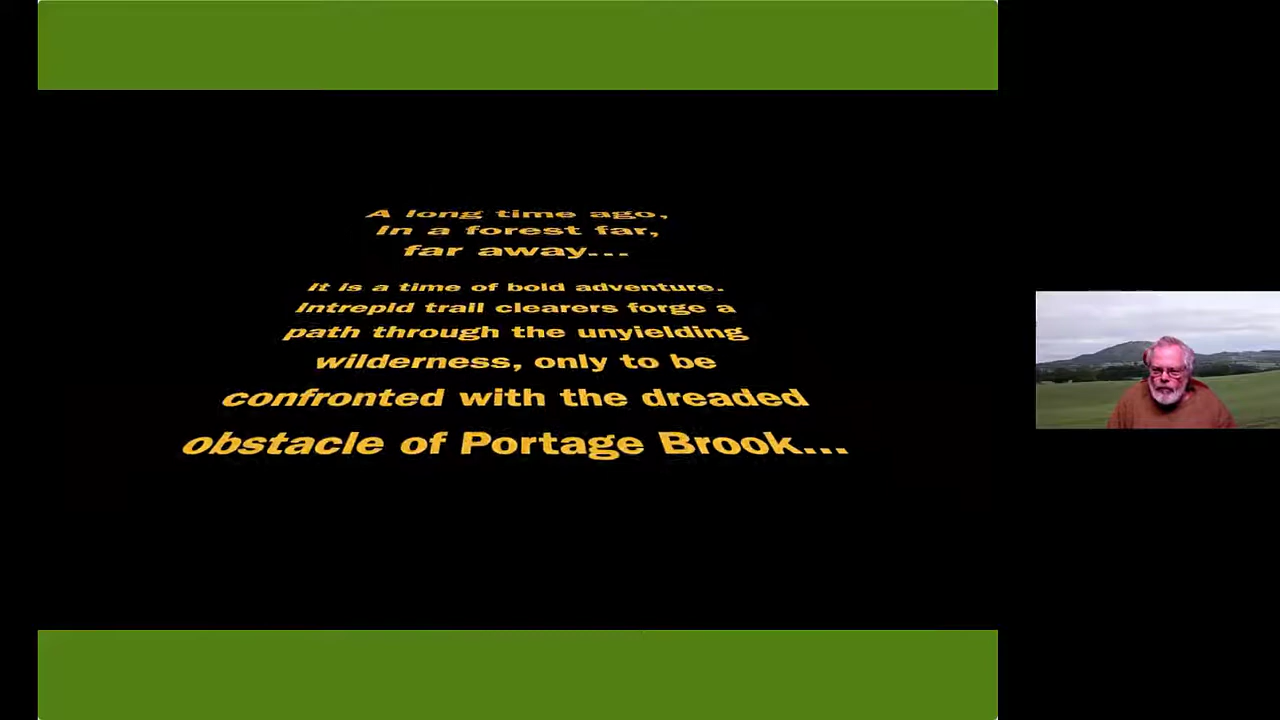 A long time ago,
In a forest far,
far away...
It is a time of bold adventure.
Intrepid trail clearers forge a
path through the unyielding
wilderness, only to be
confronted with the dreaded
obstacle of Portage Brook...